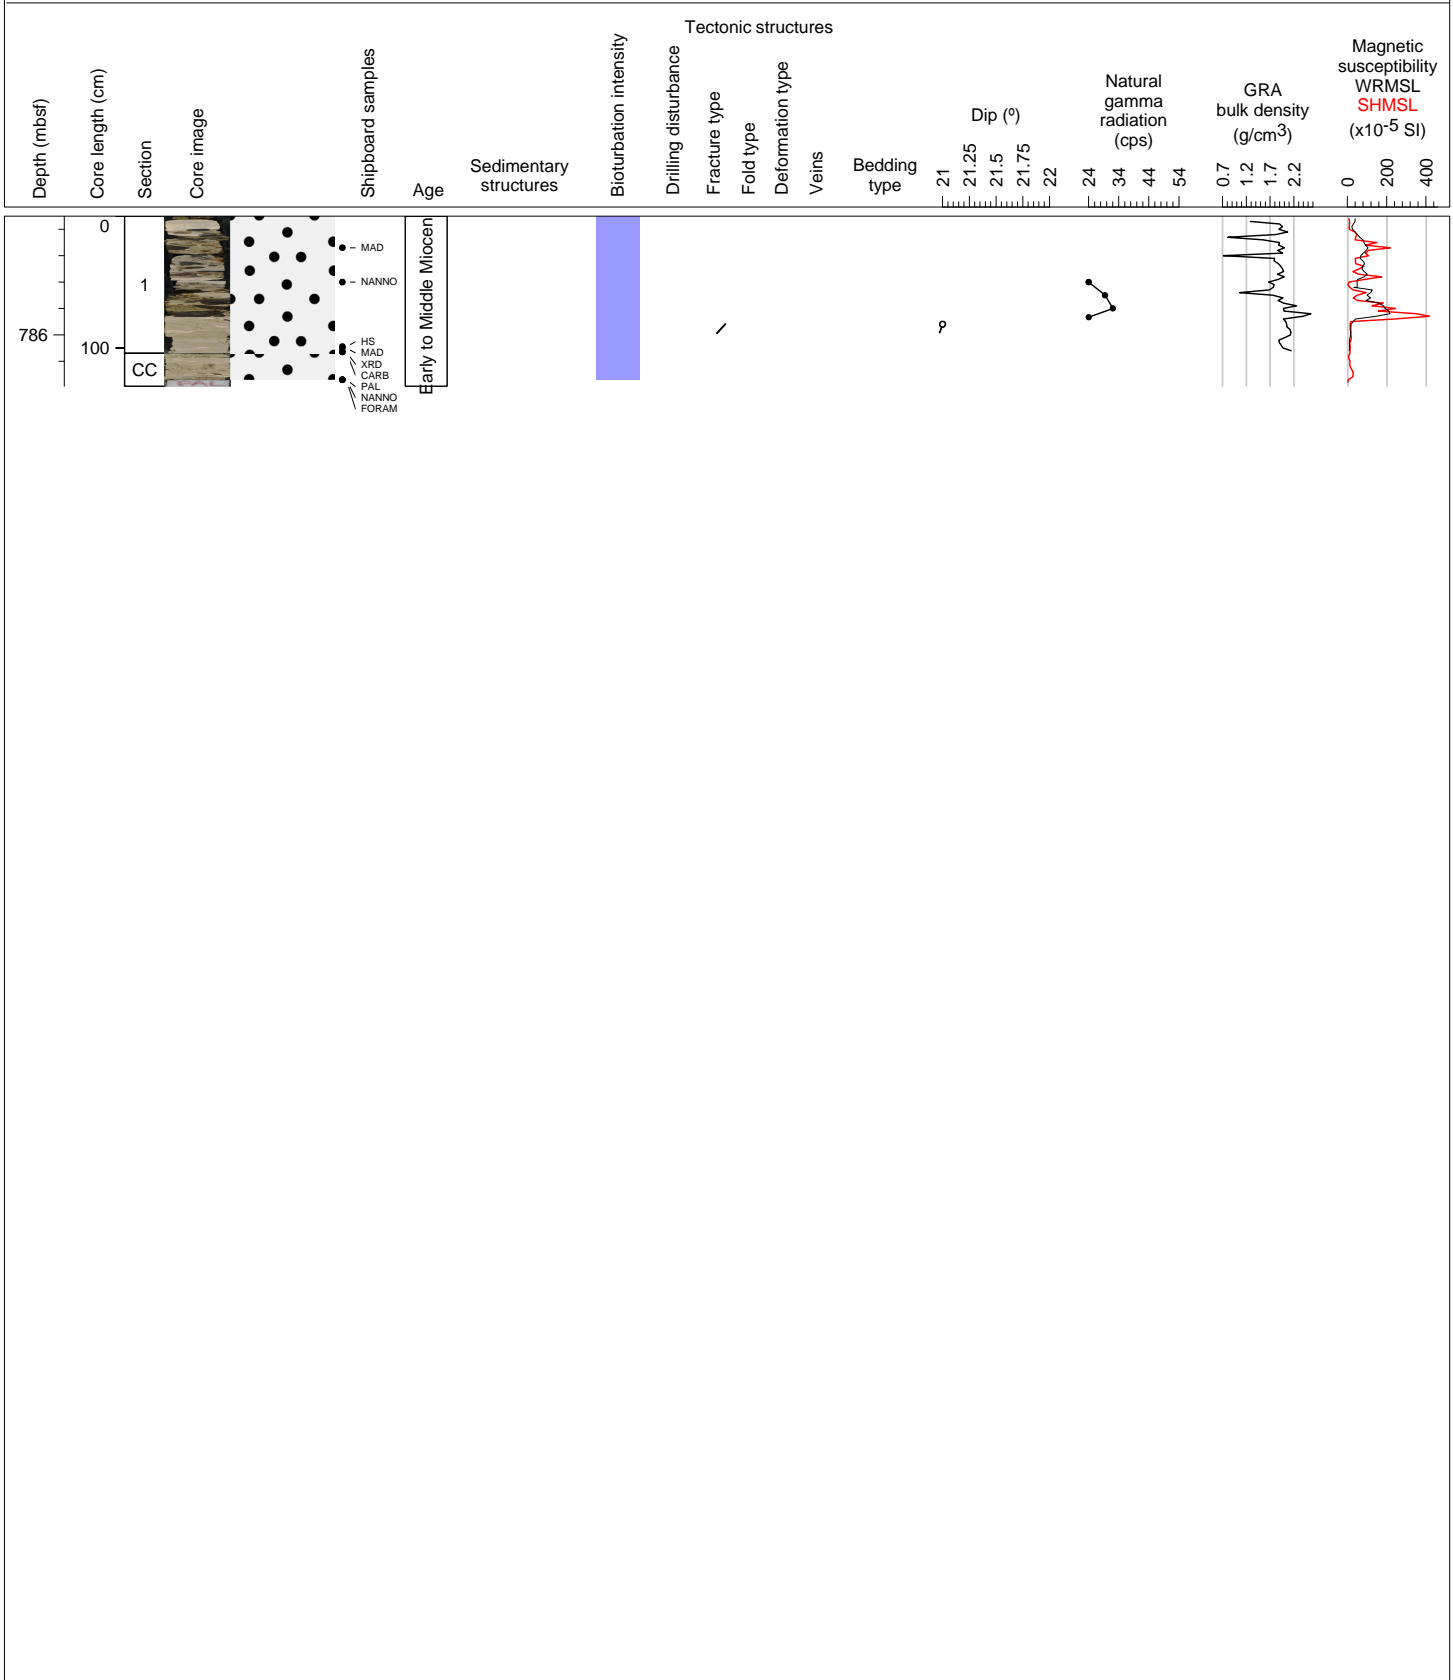 Tectonic structures
Depth (mbsf)
Core length (cm)
Section
Core image
Shipboard samples
Age
Sedimentary
structures
Bioturbation intensity
Drilling disturbance
Fracture type
Fold type
Deformation type
Veins
Bedding
type
Dip (º)
21 21.25 21.5 21.75 22
Natural
gamma
radiation
(cps)
24 34 44 54
GRA
bulk density
(g/cm3)
0.7 1.2 1.7 2.2
Magnetic
susceptibility
WRMSL
SHMSL
(x10-5 SI)
0 200 400
786
0
100
1
CC
MAD
NANNO
HS
MAD
XRD
CARB
PAL
NANNO
FORAM
Early to Middle Miocen